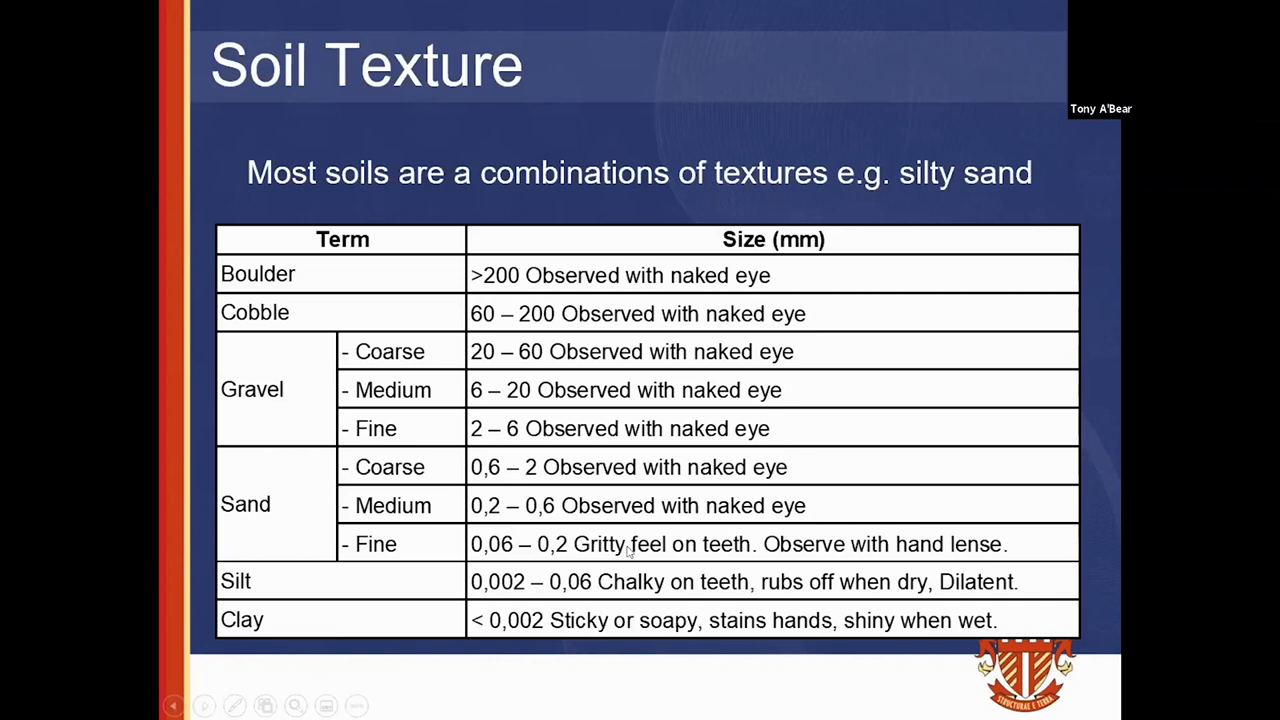 Soil Texture
Tony A'Bear
Most soils are a combinations of textures e.g. silty sand
Term Size (mm)
Boulder >200 Observed with naked eye
Cobble 60 – 200 Observed with naked eye
Gravel - Coarse 20 – 60 Observed with naked eye
- Medium 6 – 20 Observed with naked eye
- Fine 2 – 6 Observed with naked eye
Sand - Coarse 0,6 – 2 Observed with naked eye
- Medium 0,2 – 0,6 Observed with naked eye
- Fine 0,06 – 0,2 Gritty feel on teeth. Observe with hand lense.
Silt 0,002 – 0,06 Chalky on teeth, rubs off when dry, Dilatent.
Clay < 0,002 Sticky or soapy, stains hands, shiny when wet.
STRUCTURAE E TERRA